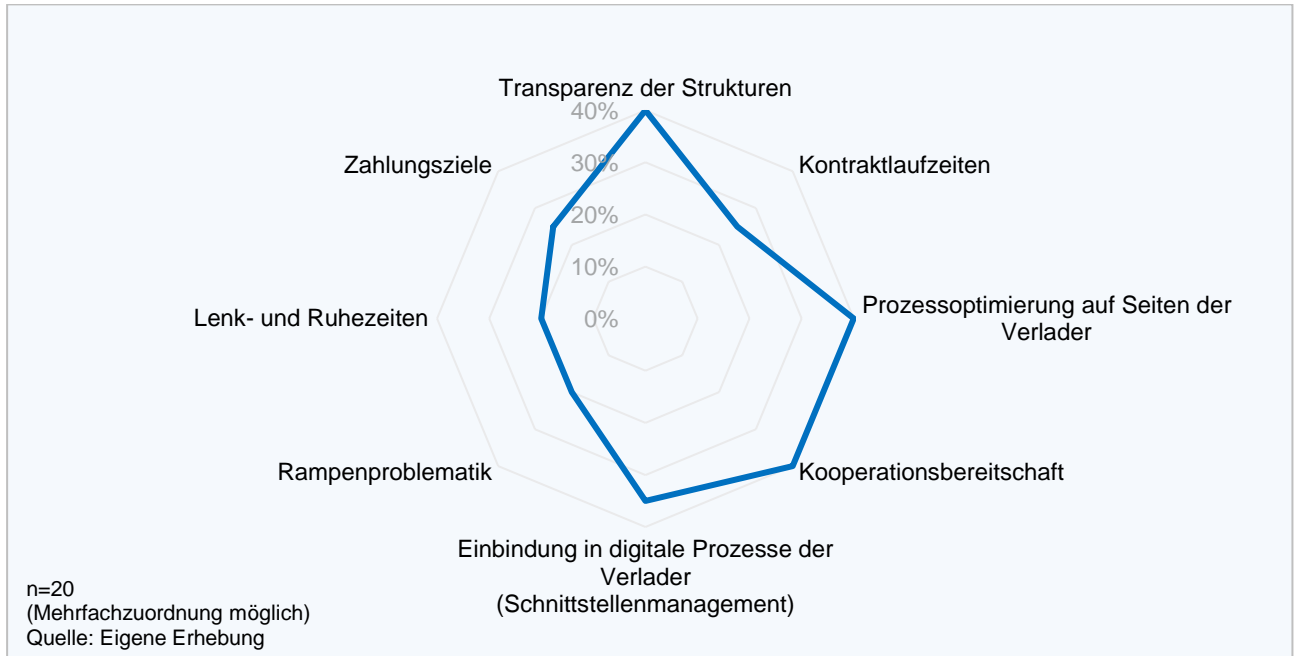 Transparenz der Strukturen
40%
Zahlungsziele
30%
Kontraktlaufzeiten
20%
10%
Lenk- und Ruhezeiten
0%
Prozessoptimierung auf Seiten der
Verlader
Rampenproblematik
Kooperationsbereitschaft
Einbindung in digitale Prozesse der
Verlader
(Schnittstellenmanagement)
n=20
(Mehrfachzuordnung möglich)
Quelle: Eigene Erhebung